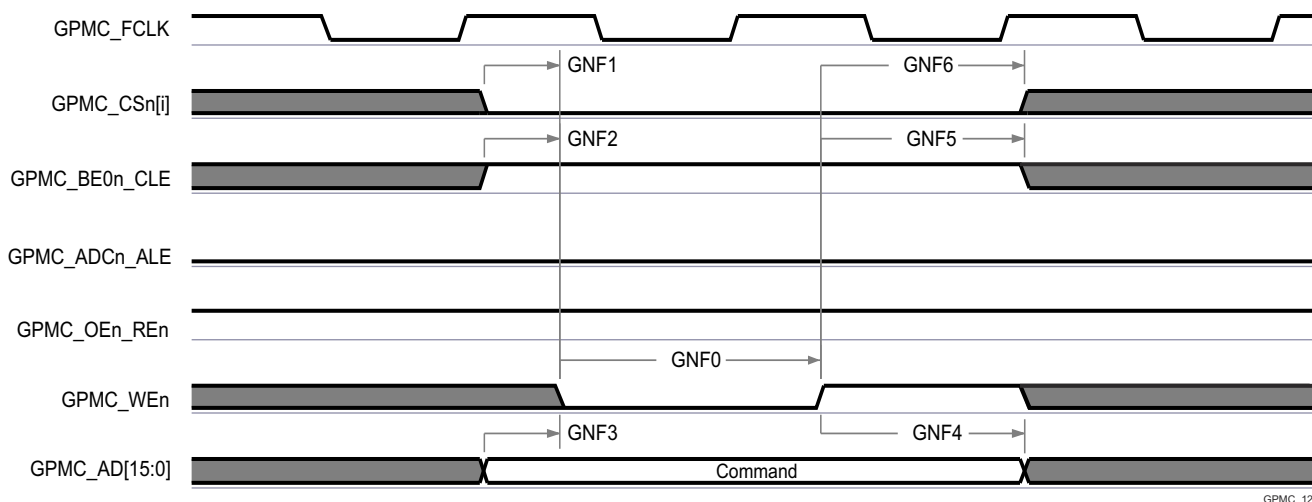 GPMC_FCLK
GNF1
GNF6
GPMC_CSn[i]
GNF2
GNF5
GPMC_BE0n_CLE
GPMC_ADCn_ALE
GPMC_OEn_REn
GNF0
GPMC_WEn
GNF3
GNF4
GPMC_AD[15:0]
Command